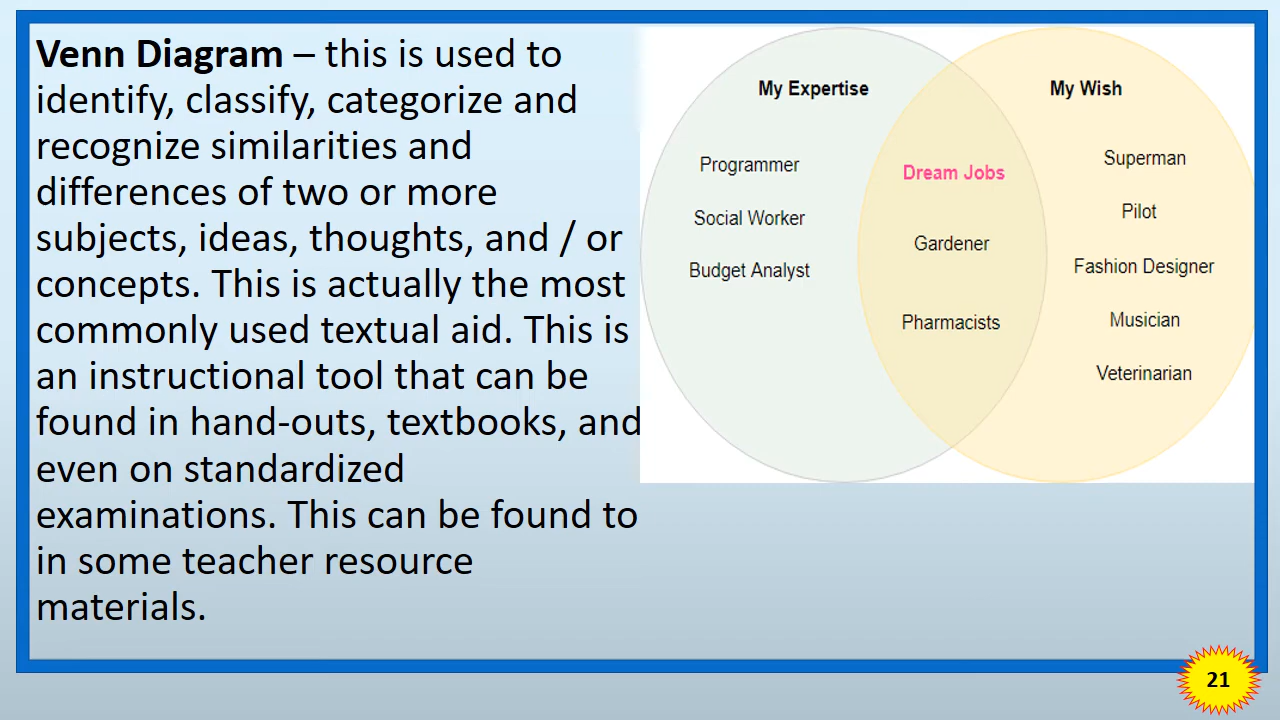 Venn Diagram – this is used to
identify, classify, categorize and
recognize similarities and
differences of two or more
subjects, ideas, thoughts, and / or
concepts. This is actually the most
commonly used textual aid. This is
an instructional tool that can be
found in hand-outs, textbooks, and
even on standardized
examinations. This can be found to
in some teacher resource
materials.
My Expertise
Programmer
Social Worker
Budget Analyst
Dream Jobs
Gardener
Pharmacists
My Wish
Superman
Pilot
Fashion Designer
Musician
Veterinarian
21